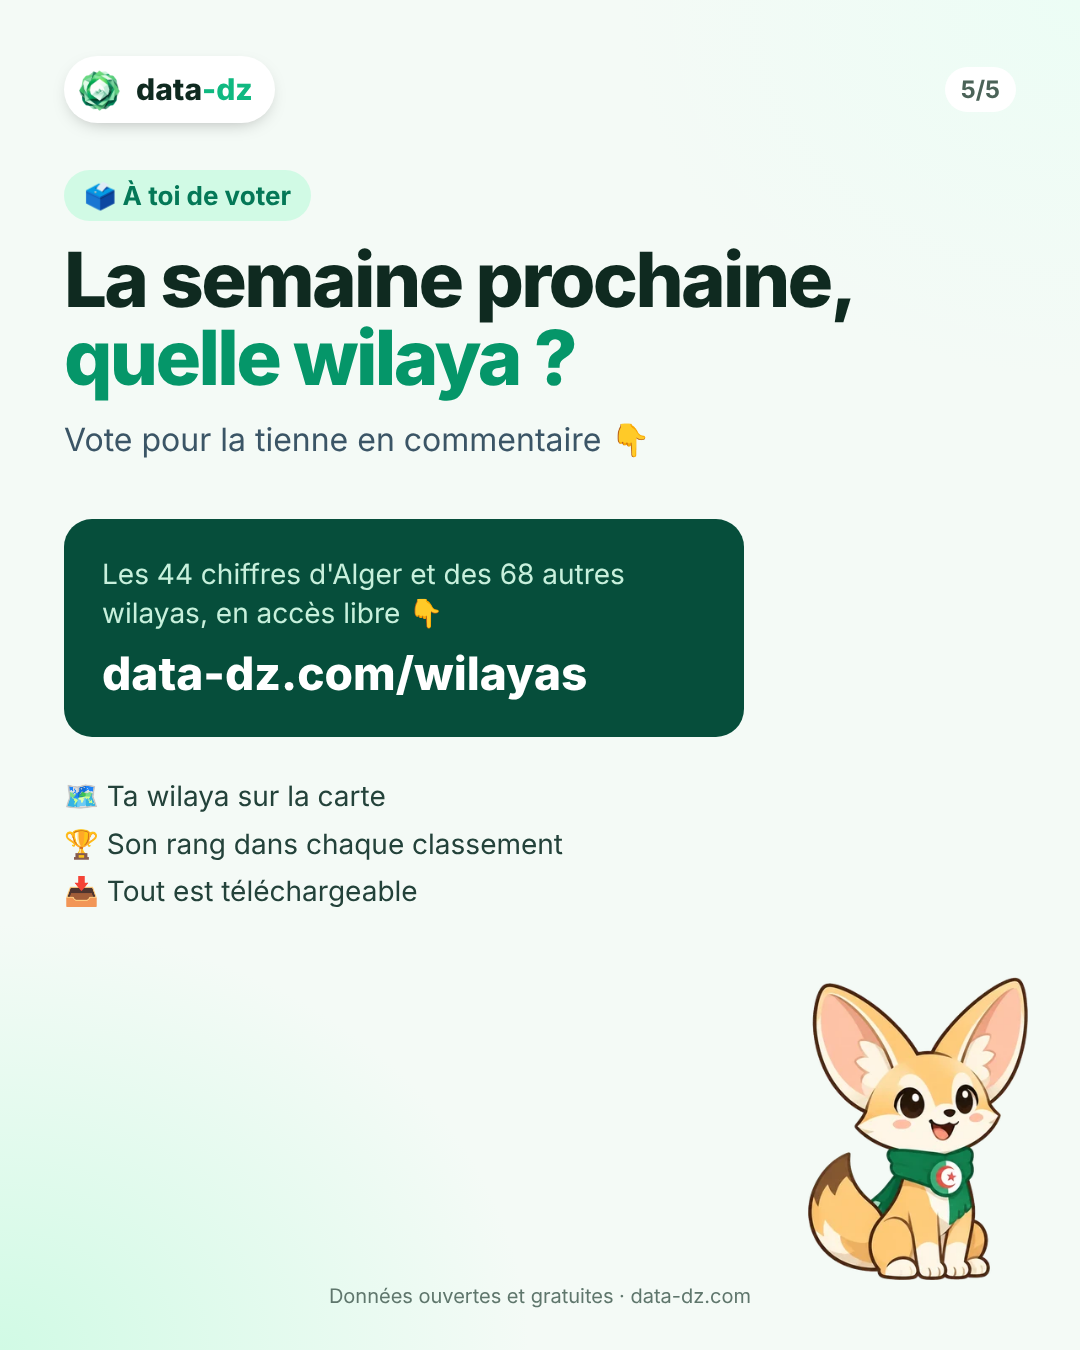 data-dz
5/5
🗳️ À toi de voter
La semaine prochaine,
quelle wilaya ?
Vote pour la tienne en commentaire 👇
Les 44 chiffres d'Alger et des 68 autres
wilayas, en accès libre 👇
data-dz.com/wilayas
🗺️ Ta wilaya sur la carte
🏆 Son rang dans chaque classement
📥 Tout est téléchargeable
Données ouvertes et gratuites · data-dz.com